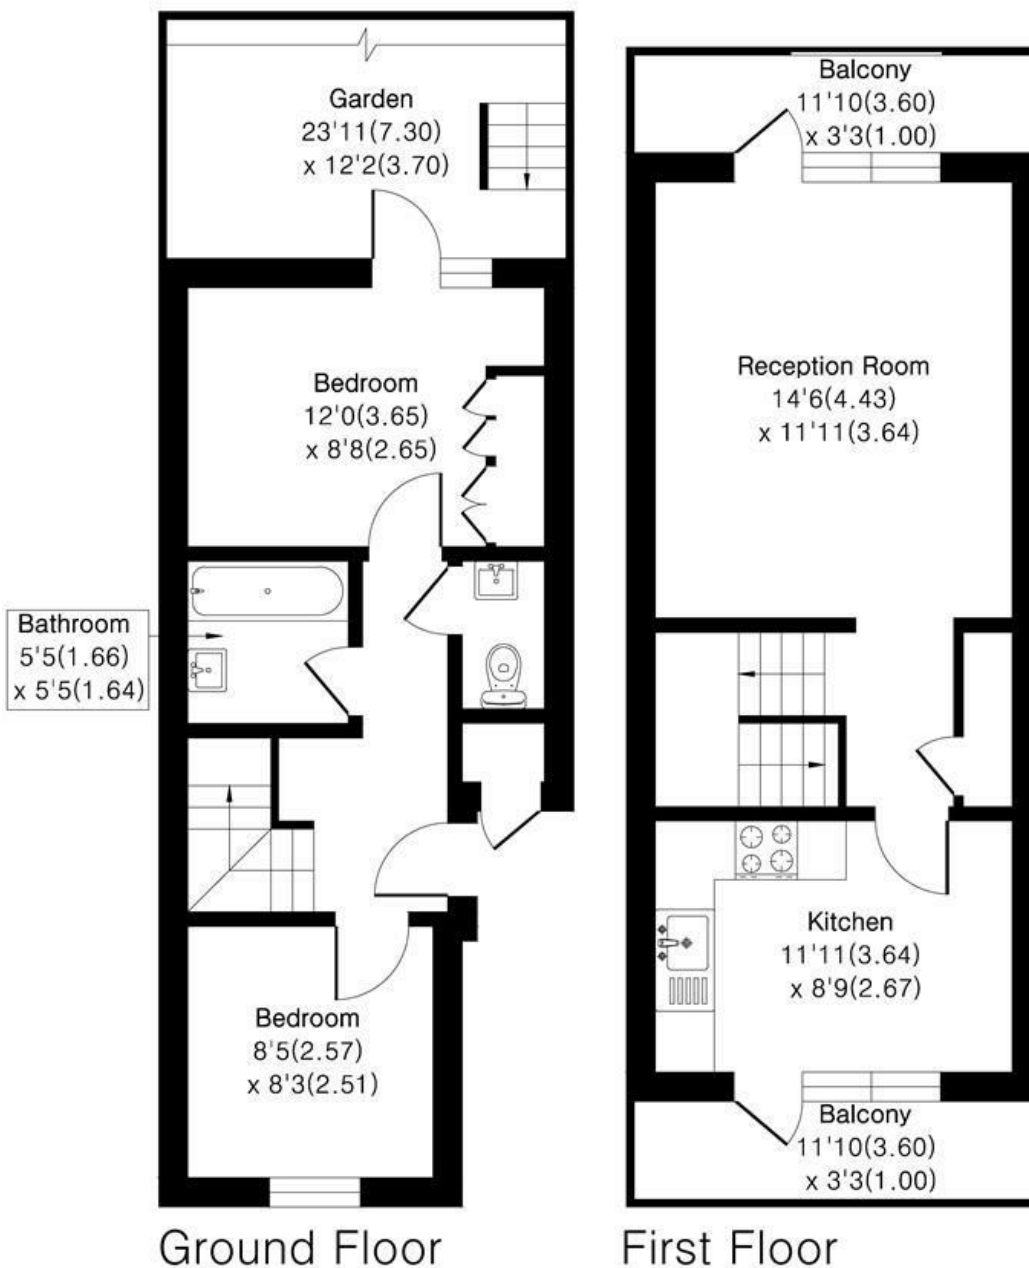 Garden
23'11(7.30)
x 12'2(3.70)
Bedroom
12'0(3.65)
x 8'8(2.65)
Bathroom
5'5(1.66)
x 5'5(1.64)
Bedroom
8'5(2.57)
x 8'3(2.51)
Ground Floor
Balcony
11'10(3.60)
x 3'3(1.00)
Reception Room
14'6(4.43)
x 11'11(3.64)
Kitchen
11'11(3.64)
x 8'9(2.67)
Balcony
11'10(3.60)
x 3'3(1.00)
First Floor